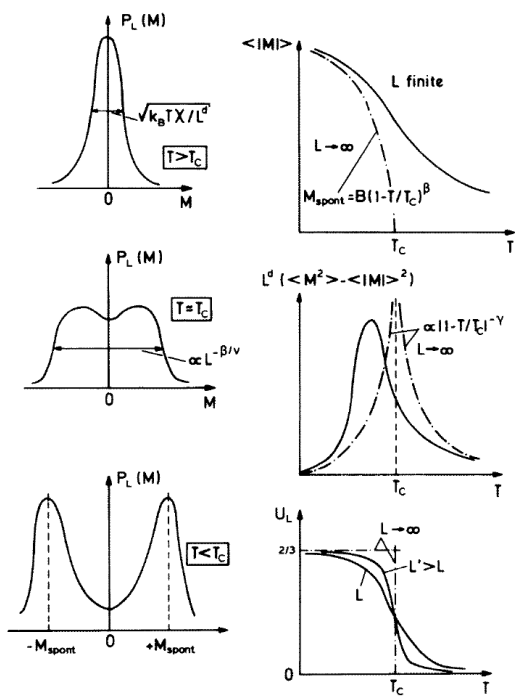 P_L (M)
√k_B T χ / L^d
T > T_C
0
M
P_L (M)
T = T_C
∝ L^-β/ν
0
M
P_L (M)
T < T_C
-M_spont
0
+M_spont
M
<|M|>
L finite
L→∞
M_spont = B(1-T/T_C)^β
T_C
T
L^d (<M^2> - <|M|>^2)
∝ |1-T/T_C|^-γ
L→∞
T_C
T
U_L
L→∞
2/3
L' > L
L
0
T_C
T